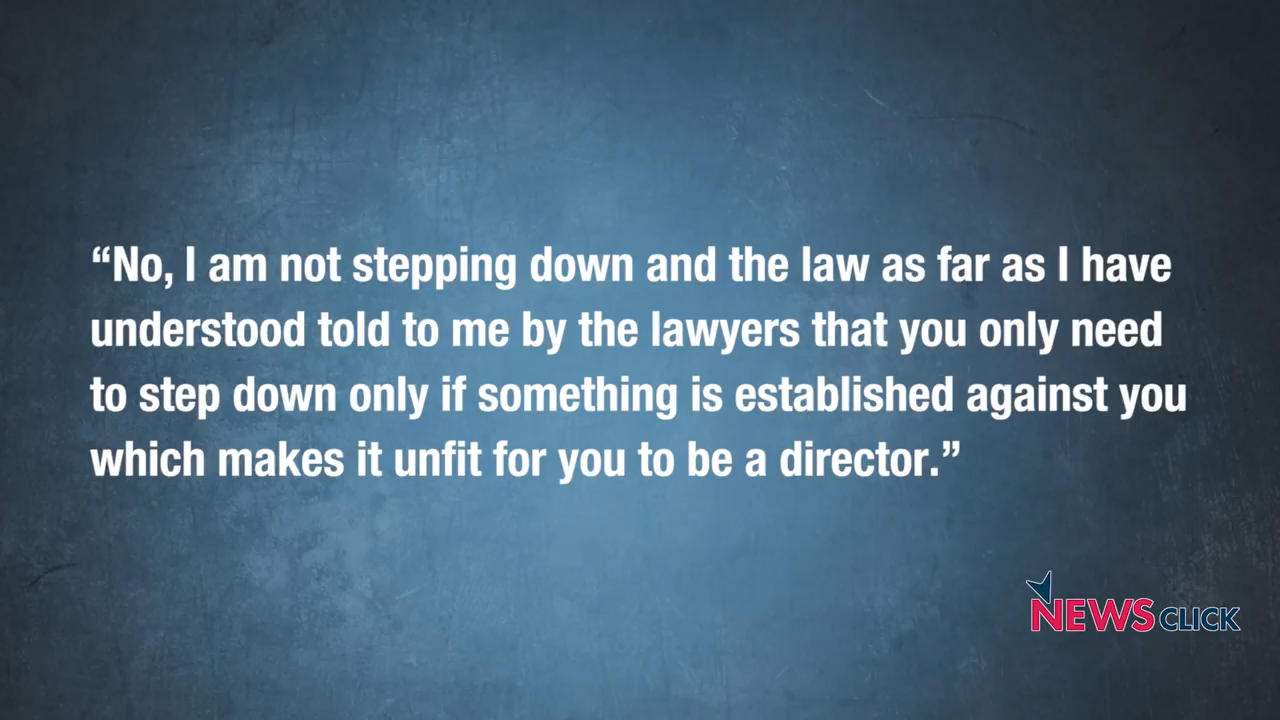 “No, I am not stepping down and the law as far as I have
understood told to me by the lawyers that you only need
to step down only if something is established against you
which makes it unfit for you to be a director.”
NEWSCLICK